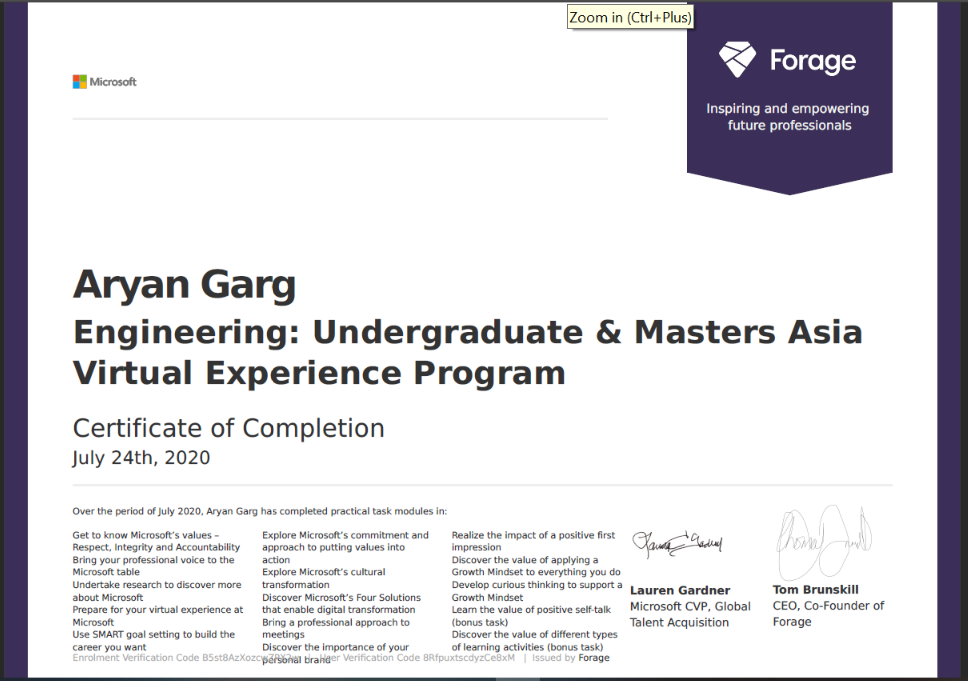 Zoom in (Ctrl+Plus)
Microsoft
Forage
Inspiring and empowering
future professionals
Aryan Garg
Engineering: Undergraduate & Masters Asia
Virtual Experience Program
Certificate of Completion
July 24th, 2020
Over the period of July 2020, Aryan Garg has completed practical task modules in:
Get to know Microsoft's values –
Respect, Integrity and Accountability
Bring your professional voice to the
Microsoft table
Undertake research to discover more
about Microsoft
Prepare for your virtual experience at
Microsoft
Use SMART goal setting to build the
career you want
Explore Microsoft's commitment and
approach to putting values into
action
Explore Microsoft's cultural
transformation
Discover Microsoft's Four Solutions
that enable digital transformation
Bring a professional approach to
meetings
Discover the importance of your
personal brand
Realize the impact of a positive first
impression
Discover the value of applying a
Growth Mindset to everything you do
Develop curious thinking to support a
Growth Mindset
Learn the value of positive self-talk
(bonus task)
Discover the value of different types
of learning activities (bonus task)
Lauren Gardner
Microsoft CVP, Global
Talent Acquisition
Tom Brunskill
CEO, Co-Founder of
Forage
Enrolment Verification Code | User Verification Code 8RfpuxtscdyzCe8xM | Issued by Forage